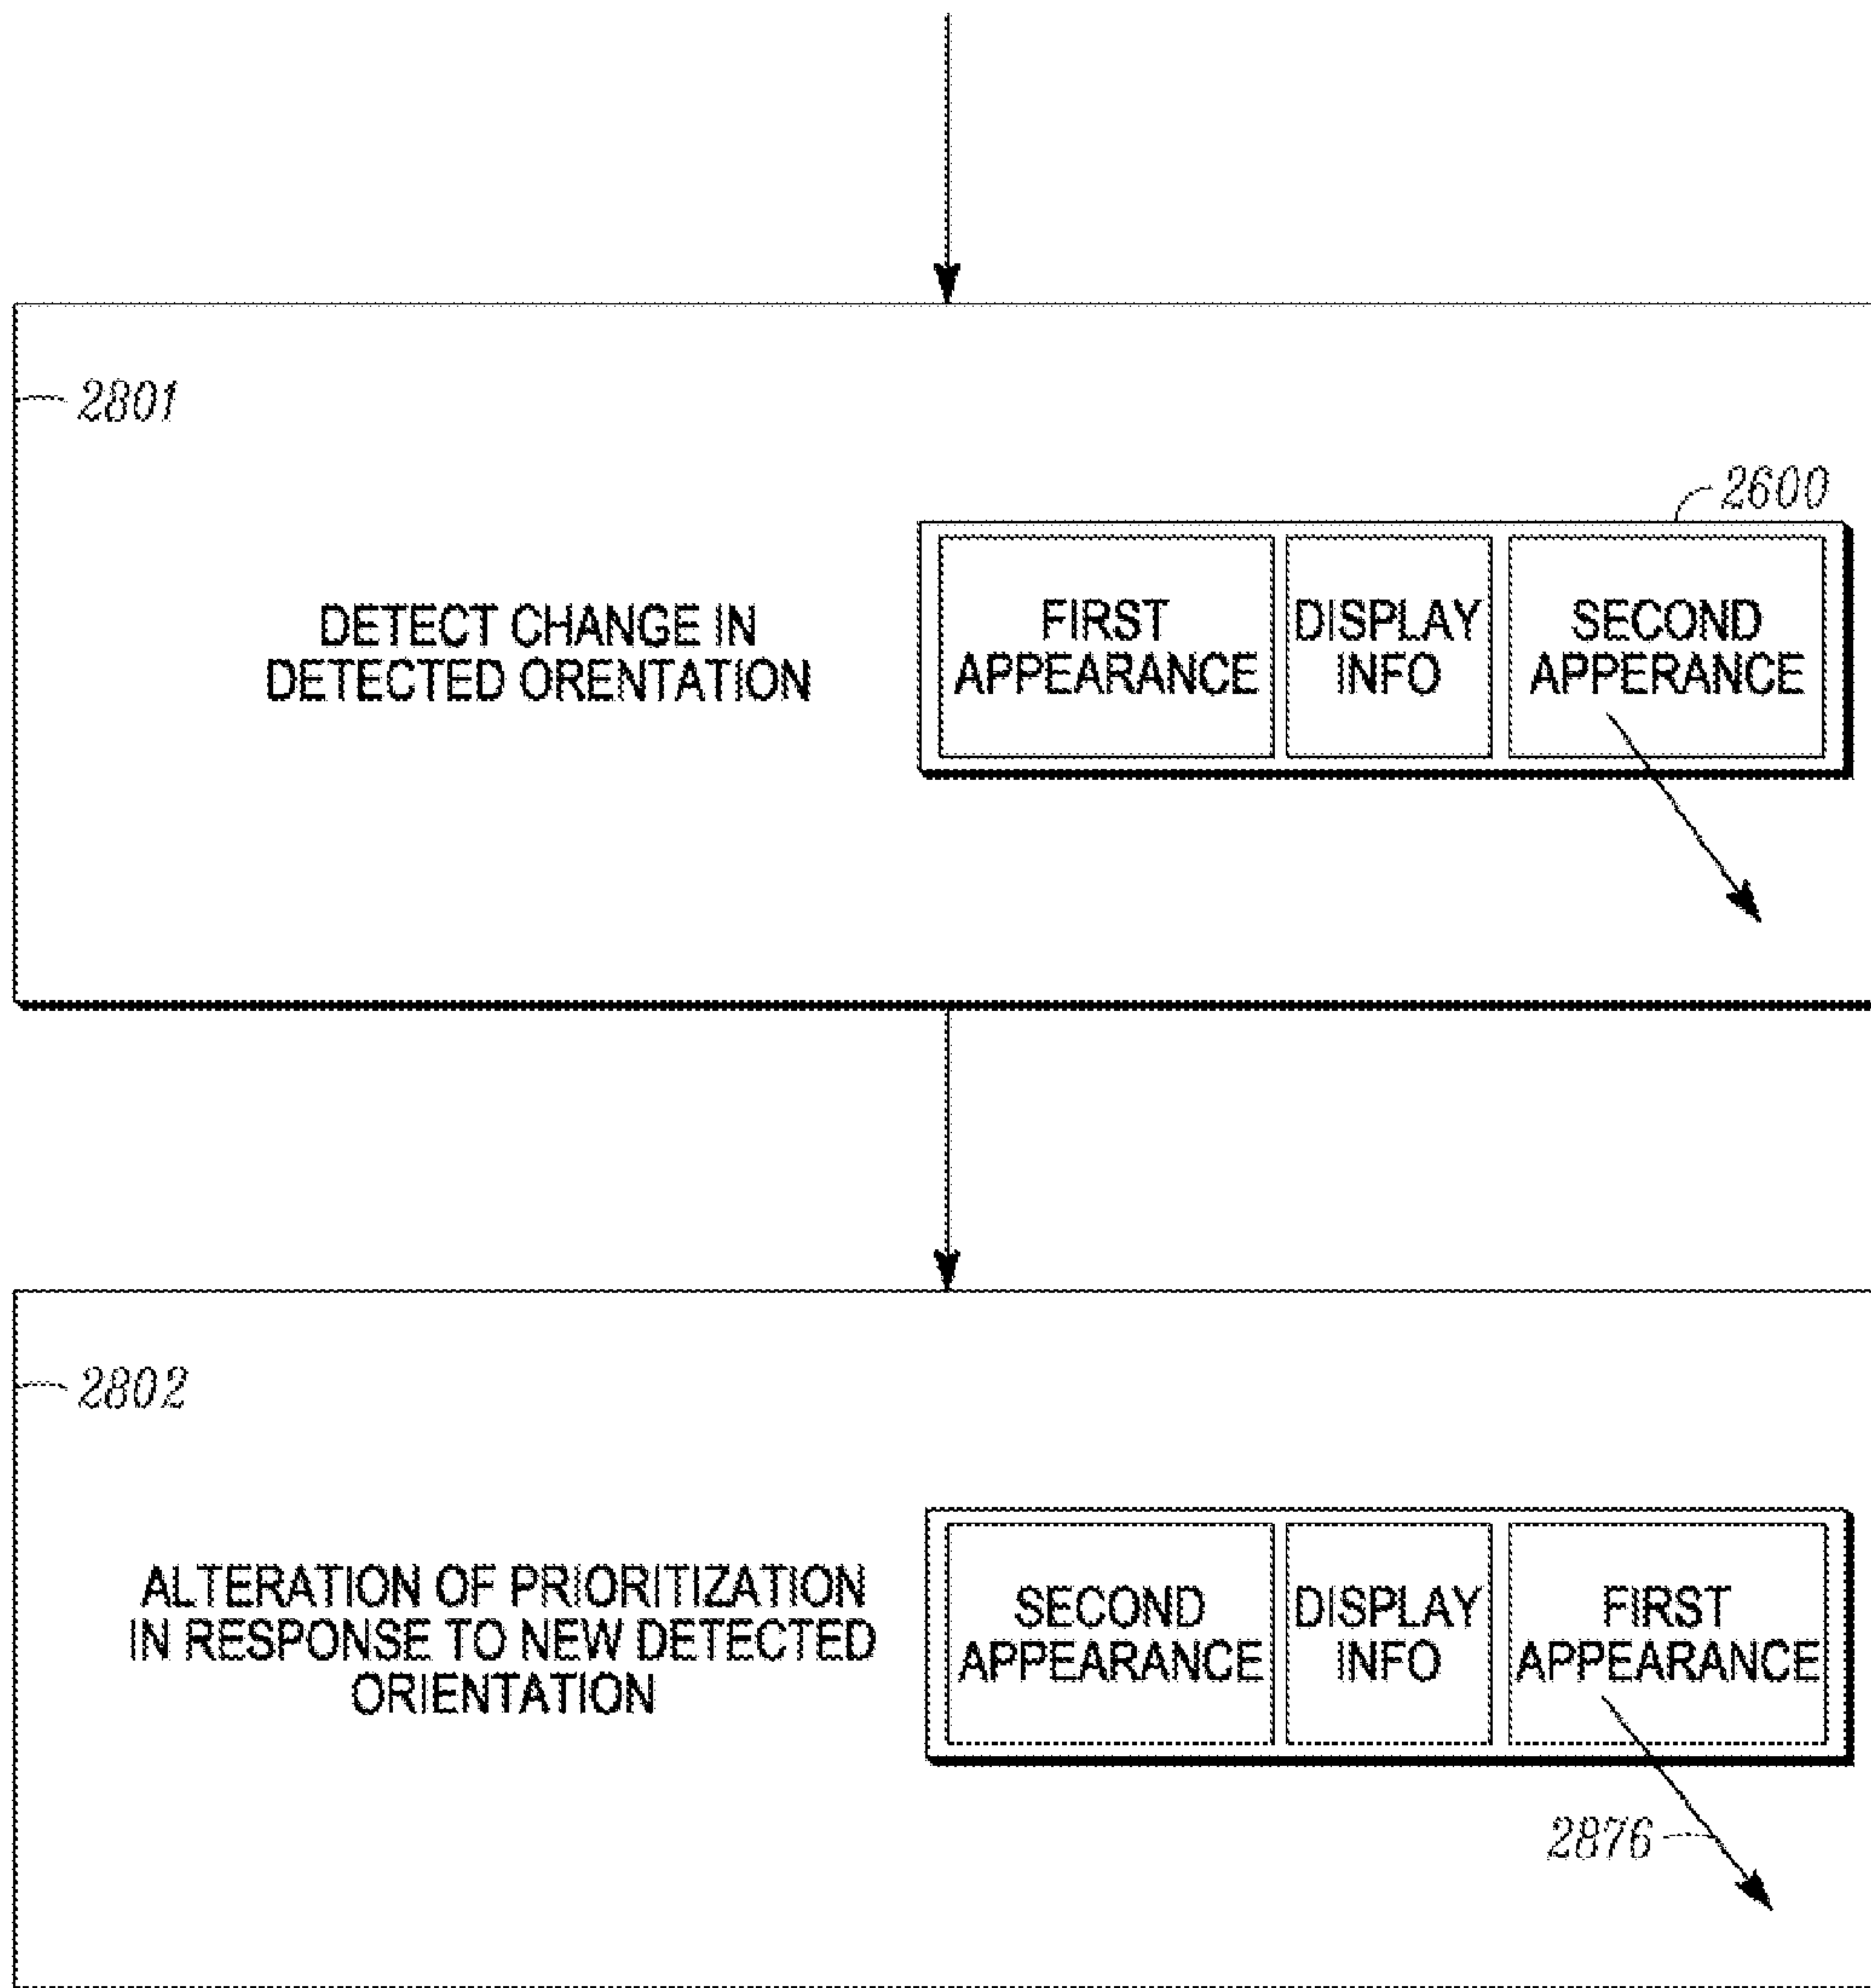 2801
2600
DETECT CHANGE IN
DETECTED ORENTATION
FIRST
APPEARANCE
DISPLAY
INFO
SECOND
APPERANCE
2802
ALTERATION OF PRIORITIZATION
IN RESPONSE TO NEW DETECTED
ORIENTATION
SECOND
APPEARANCE
DISPLAY
INFO
FIRST
APPEARANCE
2876